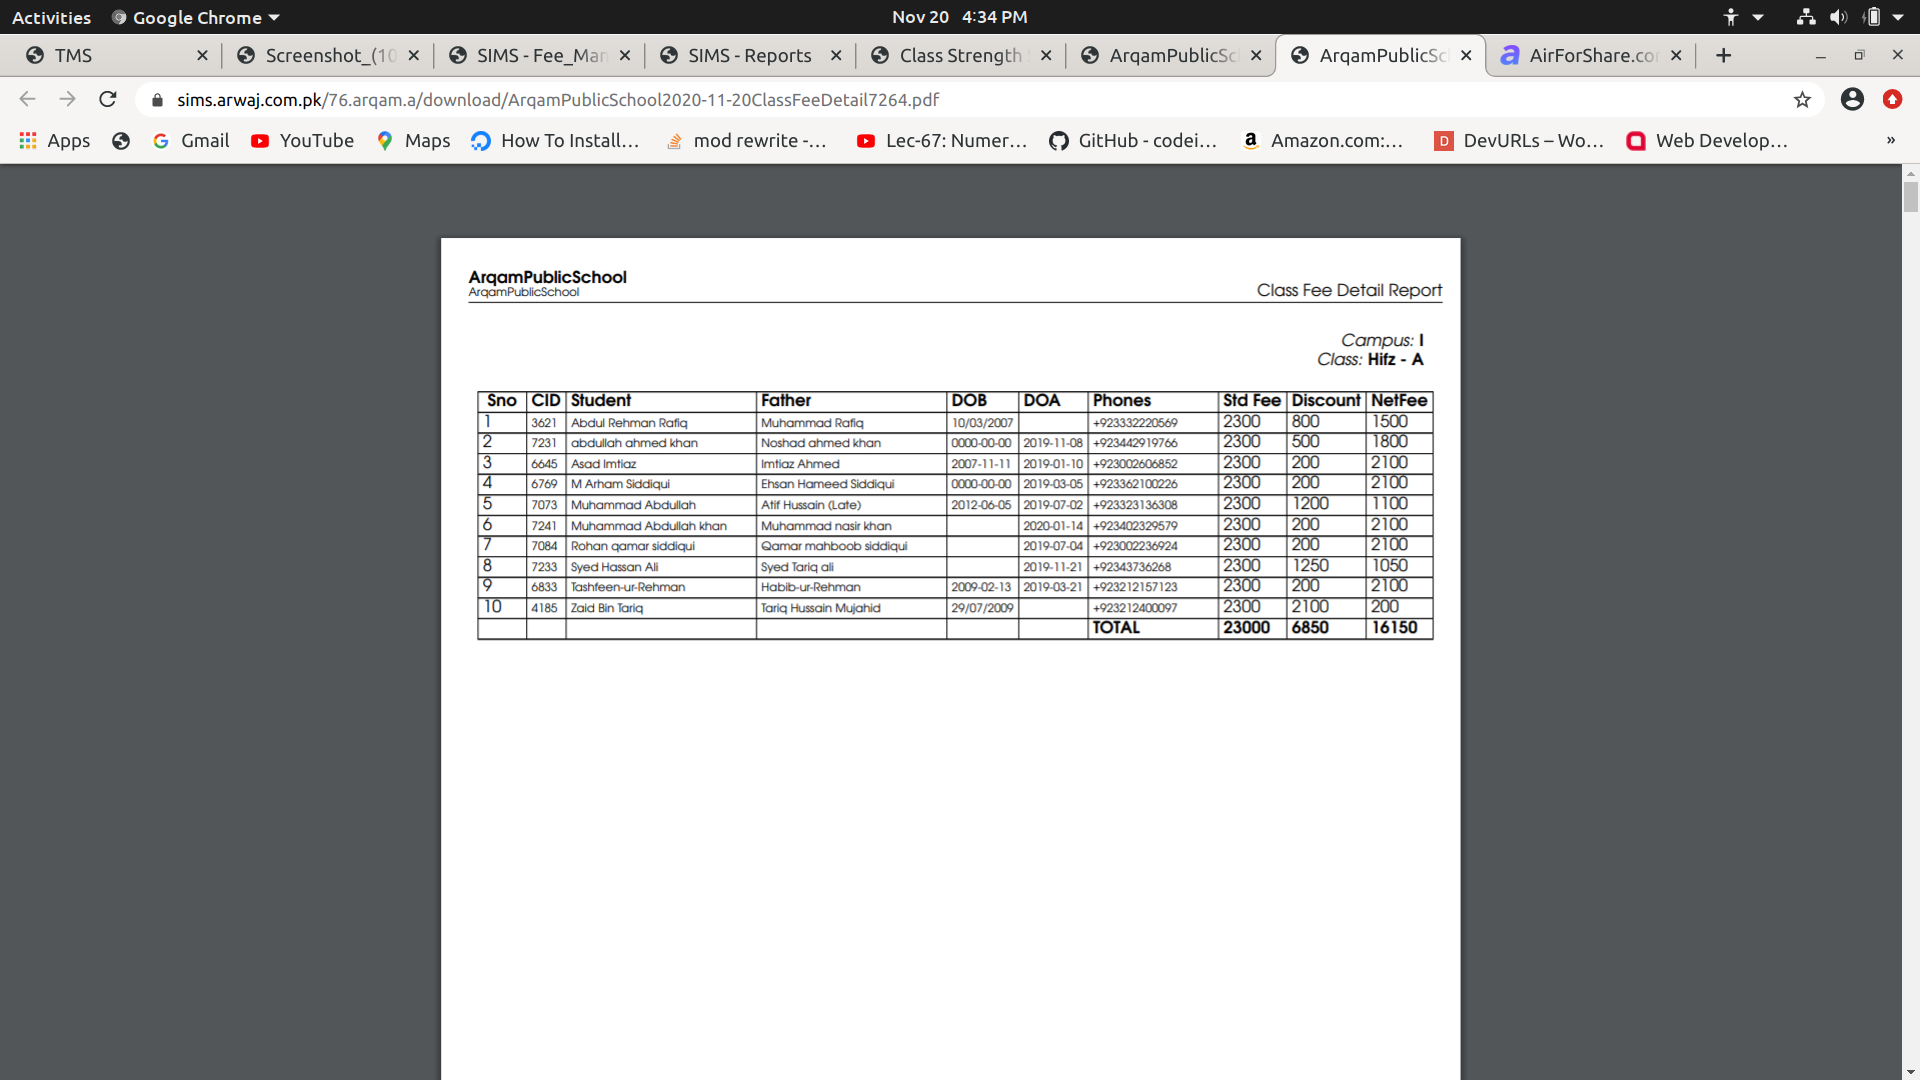 Activities Google Chrome Nov 20 4:34 PM
TMS Screenshot_(10 SIMS - Fee_Man SIMS - Reports Class Strength ArqamPublicSc ArqamPublicSc AirForShare.co
sims.arwaj.com.pk/76.arqam.a/download/ArqamPublicSchool2020-11-20ClassFeeDetail7264.pdf
Apps Gmail YouTube Maps How To Install... mod rewrite -... Lec-67: Numer... GitHub - codei... Amazon.com:... DevURLs – Wo... Web Develop... »
ArqamPublicSchool
ArqamPublicSchool
Class Fee Detail Report
Campus: I
Class: Hifz - A
Sno CID Student Father DOB DOA Phones Std Fee Discount NetFee
1 3621 Abdul Rehman Rafiq Muhammad Rafiq 10/03/2007 +923332220569 2300 800 1500
2 7231 abdullah ahmed khan Noshad ahmed khan 0000-00-00 2019-11-08 +923442919766 2300 500 1800
3 6645 Asad Imtiaz Imtiaz Ahmed 2007-11-11 2019-01-10 +923002606852 2300 200 2100
4 6769 M Arham Siddiqui Ehsan Hameed Siddiqui 0000-00-00 2019-03-05 +923362100226 2300 200 2100
5 7073 Muhammad Abdullah Atif Hussain (Late) 2012-06-05 2019-07-02 +923323136308 2300 1200 1100
6 7241 Muhammad Abdullah khan Muhammad nasir khan 2020-01-14 +923402329579 2300 200 2100
7 7084 Rohan qamar siddiqui Qamar mahboob siddiqui 2019-07-04 +923002236924 2300 200 2100
8 7233 Syed Hassan Ali Syed Tariq ali 2019-11-21 +92343736268 2300 1250 1050
9 6833 Tashfeen-ur-Rehman Habib-ur-Rehman 2009-02-13 2019-03-21 +923212157123 2300 200 2100
10 4185 Zaid Bin Tariq Tariq Hussain Mujahid 29/07/2009 +923212400097 2300 2100 200
TOTAL 23000 6850 16150